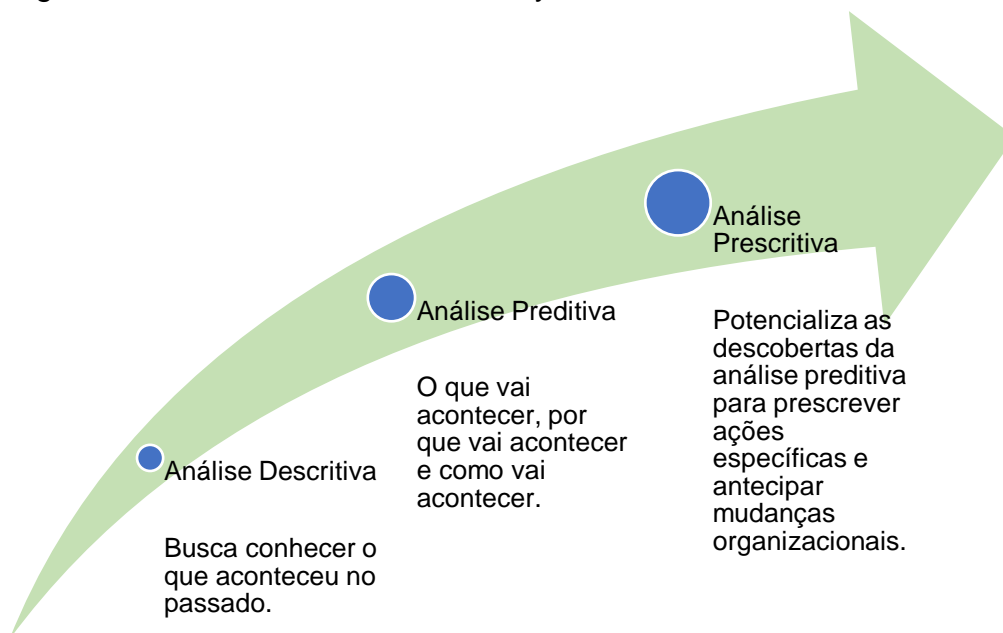 Análise Descritiva
Busca conhecer o
que aconteceu no
passado.
Análise Preditiva
O que vai
acontecer, por
que vai acontecer
e como vai
acontecer.
Análise
Prescritiva
Potencializa as
descobertas da
análise preditiva
para prescrever
ações
específicas e
antecipar
mudanças
organizacionais.